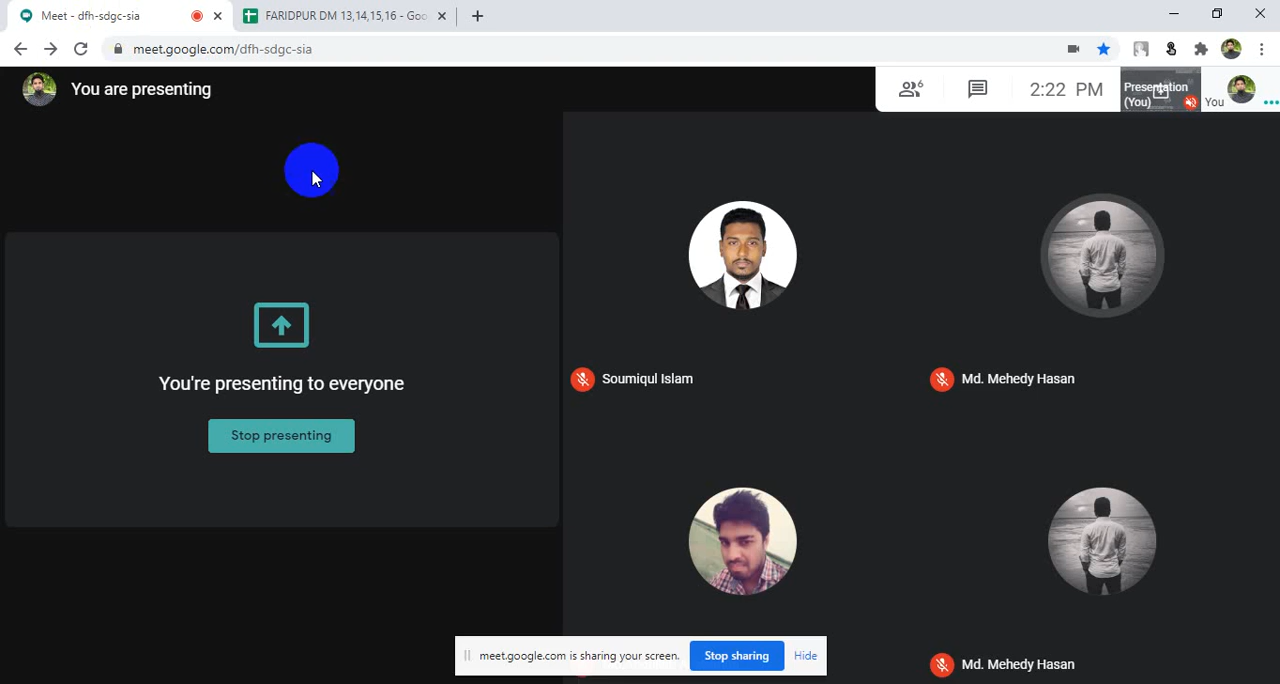 Meet - dfh-sdgc-sia
FARIDPUR DM 13,14,15,16 - Goo
meet.google.com/dfh-sdgc-sia
You are presenting
6
2:22 PM
Presentation
(You)
You
You're presenting to everyone
Stop presenting
Soumiqul Islam
Md. Mehedy Hasan
meet.google.com is sharing your screen.
Stop sharing
Hide
Md. Mehedy Hasan